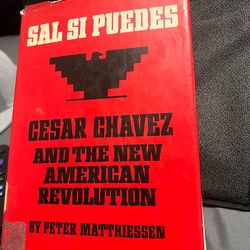 SAL SI PUEDES
CESAR CHAVEZ
AND THE NEW
AMERICAN
REVOLUTION
BY PETER MATTHIESSEN